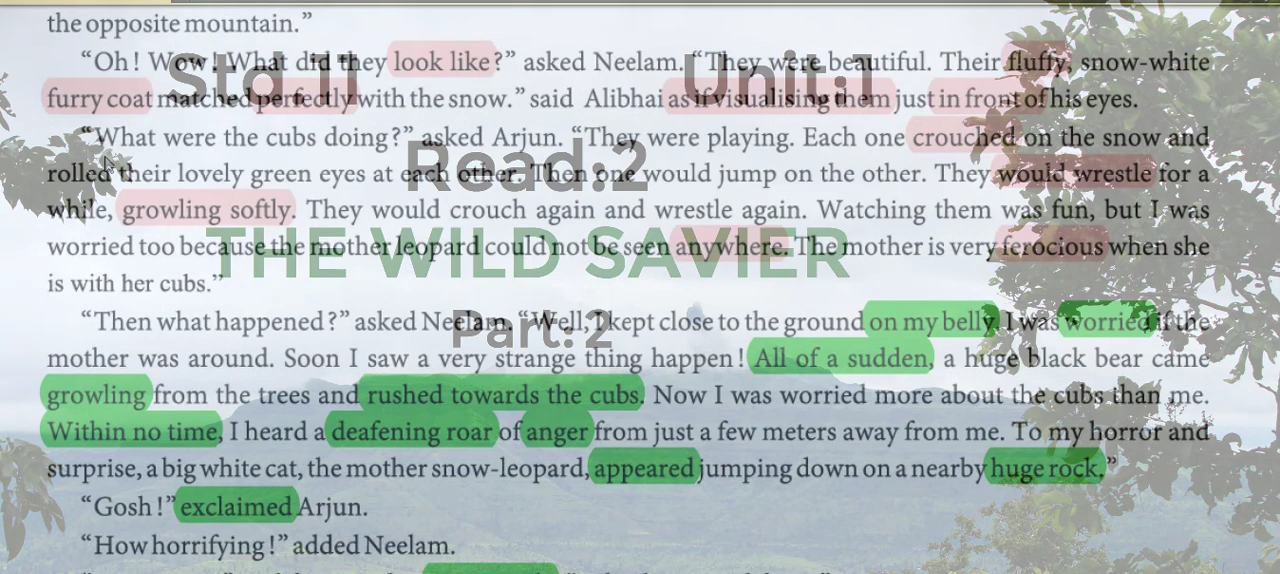 the opposite mountain.”
“Oh ! Wow ! What did they look like ?” asked Neelam. “They were beautiful. Their fluffy, snow-white
furry coat matched perfectly with the snow.” said Alibhai as if visualising them just in front of his eyes.
“What were the cubs doing ?” asked Arjun. “They were playing. Each one crouched on the snow and
rolled their lovely green eyes at each other. Then one would jump on the other. They would wrestle for a
while, growling softly. They would crouch again and wrestle again. Watching them was fun, but I was
worried too because the mother leopard could not be seen anywhere. The mother is very ferocious when she
is with her cubs.”
“Then what happened ?” asked Neelam. “Well, I kept close to the ground on my belly. I was worried if the
mother was around. Soon I saw a very strange thing happen ! All of a sudden, a huge black bear came
growling from the trees and rushed towards the cubs. Now I was worried more about the cubs than me.
Within no time, I heard a deafening roar of anger from just a few meters away from me. To my horror and
surprise, a big white cat, the mother snow-leopard, appeared jumping down on a nearby huge rock.”
“Gosh !” exclaimed Arjun.
“How horrifying !” added Neelam.
Std:11 Unit:1
Read:2
THE WILD SAVIER
Part: 2